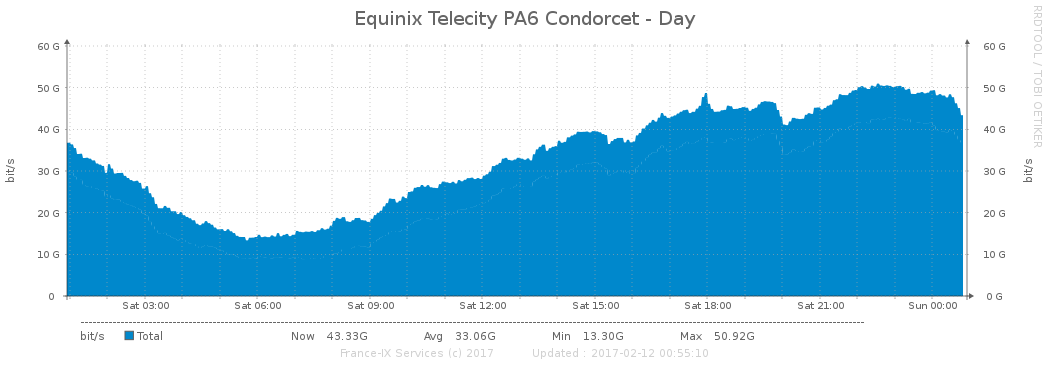 Equinix Telecity PA6 Condorcet - Day
RRDTOOL / TOBI OETIKER
60 G 60 G
50 G 50 G
40 G 40 G
30 G 30 G
20 G 20 G
10 G 10 G
0 0 G
bit/s
bit/s
Sat 03:00 Sat 06:00 Sat 09:00 Sat 12:00 Sat 15:00 Sat 18:00 Sat 21:00 Sun 00:00
bit/s Total Now 43.33G Avg 33.06G Min 13.30G Max 50.92G
France-IX Services (c) 2017 Updated : 2017-02-12 00:55:10